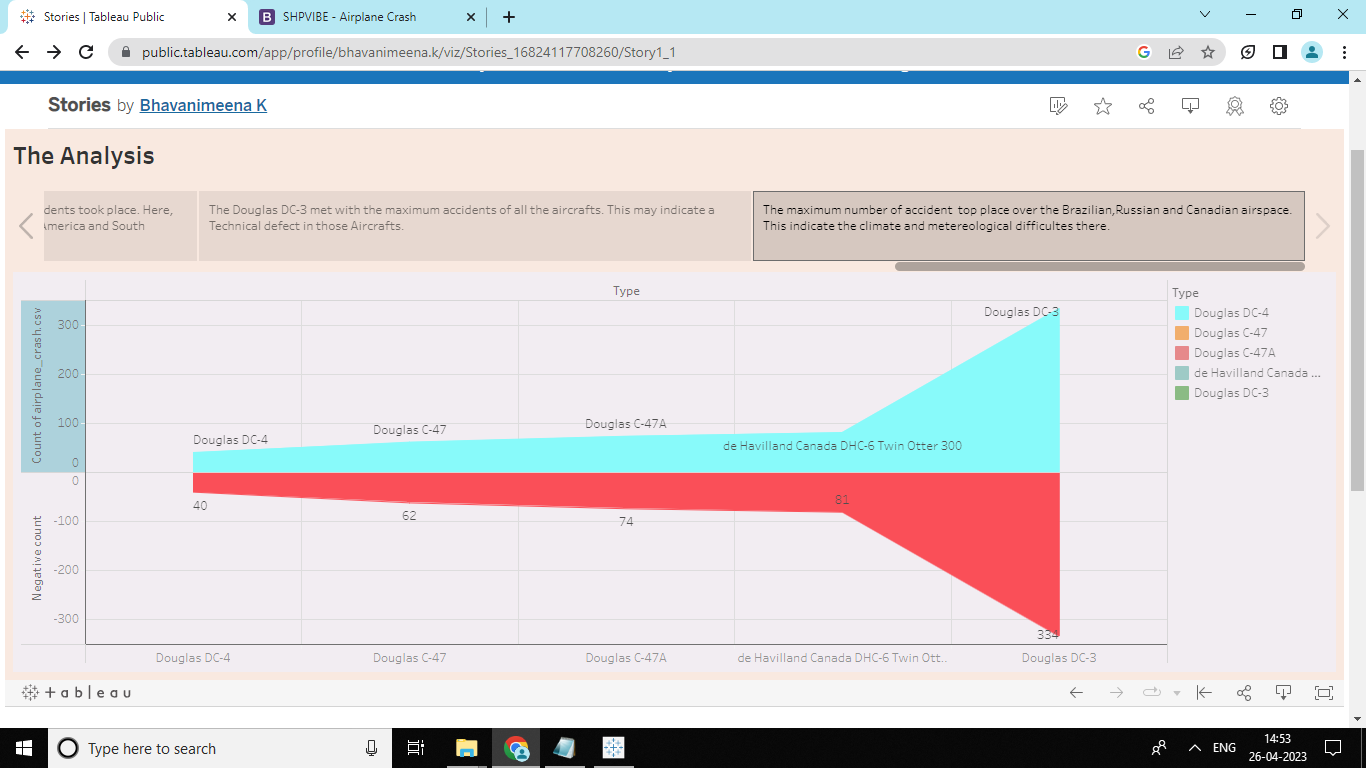 Stories | Tableau Public
SHPVIBE - Airplane Crash
public.tableau.com/app/profile/bhavanimeena.k/viz/Stories_16824117708260/Story1_1
Stories by Bhavanimeena K
The Analysis
dents took place. Here,
America and South
The Douglas DC-3 met with the maximum accidents of all the aircrafts. This may indicate a
Technical defect in those Aircrafts.
The maximum number of accident top place over the Brazilian,Russian and Canadian airspace.
This indicate the climate and metereological difficultes there.
Type
Count of airplane_crash.csv
300
200
100
0
Douglas DC-4
Douglas C-47
Douglas C-47A
de Havilland Canada DHC-6 Twin Otter 300
Douglas DC-3
Negative count
0
-100
-200
-300
40
62
74
81
334
Douglas DC-4
Douglas C-47
Douglas C-47A
de Havilland Canada DHC-6 Twin Ott..
Douglas DC-3
Type
Douglas DC-4
Douglas C-47
Douglas C-47A
de Havilland Canada ...
Douglas DC-3
+ a b l e a u
Type here to search
ENG
14:53
26-04-2023